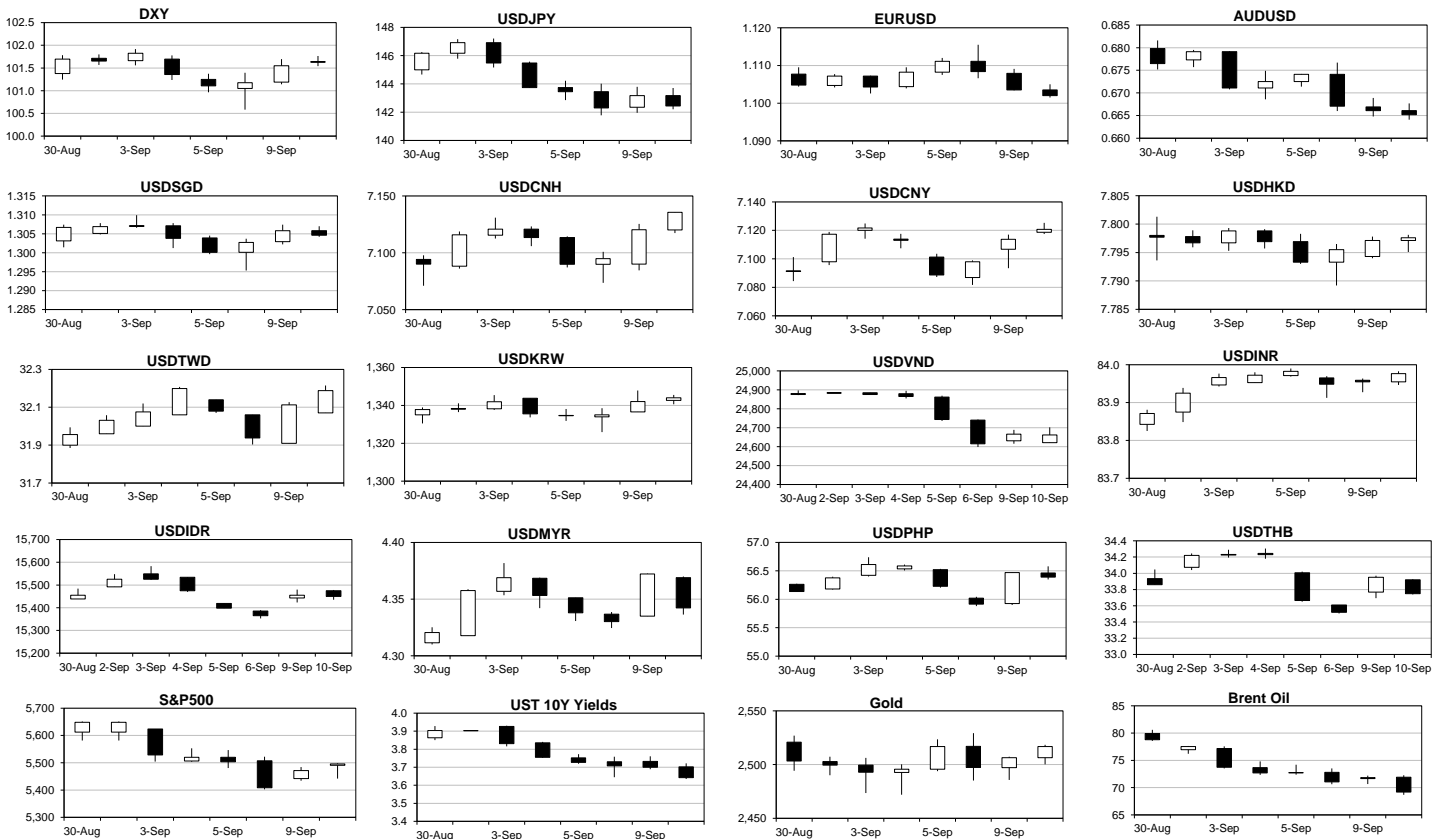 DXY
102.5
102.0
101.5
101.0
100.5
100.0
30-Aug 3-Sep 5-Sep 9-Sep
USDJPY
148
146
144
142
140
30-Aug 3-Sep 5-Sep 9-Sep
EURUSD
1.120
1.110
1.100
1.090
30-Aug 3-Sep 5-Sep 9-Sep
AUDUSD
0.685
0.680
0.675
0.670
0.665
0.660
30-Aug 3-Sep 5-Sep 9-Sep
USDSGD
1.315
1.310
1.305
1.300
1.295
1.290
1.285
30-Aug 3-Sep 5-Sep 9-Sep
USDCNH
7.150
7.100
7.050
30-Aug 3-Sep 5-Sep 9-Sep
USDCNY
7.140
7.120
7.100
7.080
7.060
30-Aug 3-Sep 5-Sep 9-Sep
USDHKD
7.805
7.800
7.795
7.790
7.785
30-Aug 3-Sep 5-Sep 9-Sep
USDTWD
32.3
32.1
31.9
31.7
30-Aug 3-Sep 5-Sep 9-Sep
USDKRW
1,360
1,340
1,320
1,300
30-Aug 3-Sep 5-Sep 9-Sep
USDVND
25,000
24,900
24,800
24,700
24,600
24,500
24,400
30-Aug 2-Sep 3-Sep 4-Sep 5-Sep 6-Sep 9-Sep 10-Sep
USDINR
84.0
83.9
83.8
83.7
30-Aug 3-Sep 5-Sep 9-Sep
USDIDR
15,700
15,600
15,500
15,400
15,300
15,200
30-Aug 2-Sep 3-Sep 4-Sep 5-Sep 6-Sep 9-Sep 10-Sep
USDMYR
4.40
4.35
4.30
30-Aug 3-Sep 5-Sep 9-Sep
USDPHP
57.0
56.5
56.0
55.5
55.0
30-Aug 3-Sep 5-Sep 9-Sep
USDTHB
34.4
34.2
34.0
33.8
33.6
33.4
33.2
33.0
30-Aug 2-Sep 3-Sep 4-Sep 5-Sep 6-Sep 9-Sep 10-Sep
S&P500
5,700
5,600
5,500
5,400
5,300
30-Aug 3-Sep 5-Sep 9-Sep
UST 10Y Yields
4.0
3.9
3.8
3.7
3.6
3.5
3.4
30-Aug 3-Sep 5-Sep 9-Sep
Gold
2,550
2,500
2,450
30-Aug 3-Sep 5-Sep 9-Sep
Brent Oil
85
80
75
70
65
30-Aug 3-Sep 5-Sep 9-Sep